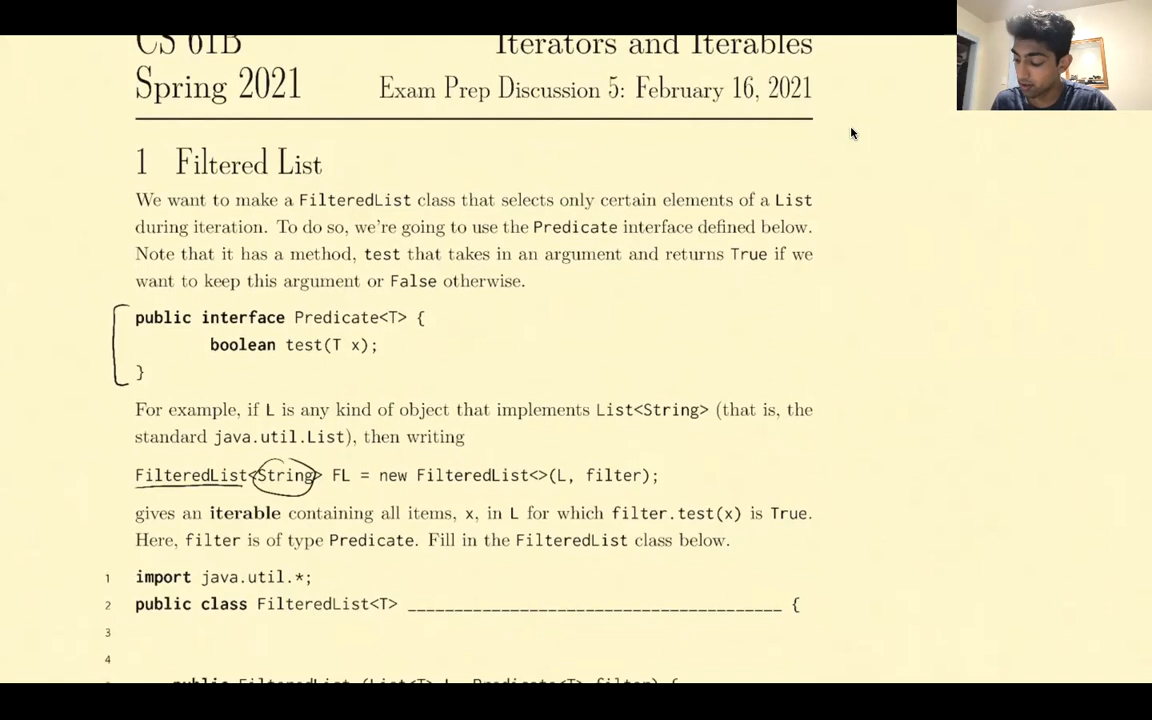 CS 61B Iterators and Iterables
Spring 2021 Exam Prep Discussion 5: February 16, 2021
1 Filtered List
We want to make a FilteredList class that selects only certain elements of a List
during iteration. To do so, we're going to use the Predicate interface defined below.
Note that it has a method, test that takes in an argument and returns True if we
want to keep this argument or False otherwise.
public interface Predicate<T> {
boolean test(T x);
}
For example, if L is any kind of object that implements List<String> (that is, the
standard java.util.List), then writing
FilteredList<String> FL = new FilteredList<>(L, filter);
gives an iterable containing all items, x, in L for which filter.test(x) is True.
Here, filter is of type Predicate. Fill in the FilteredList class below.
1 import java.util.*;
2 public class FilteredList<T> ________________________________________ {
3
4
public FilteredList (List<T> L, Predicate<T> filter) {